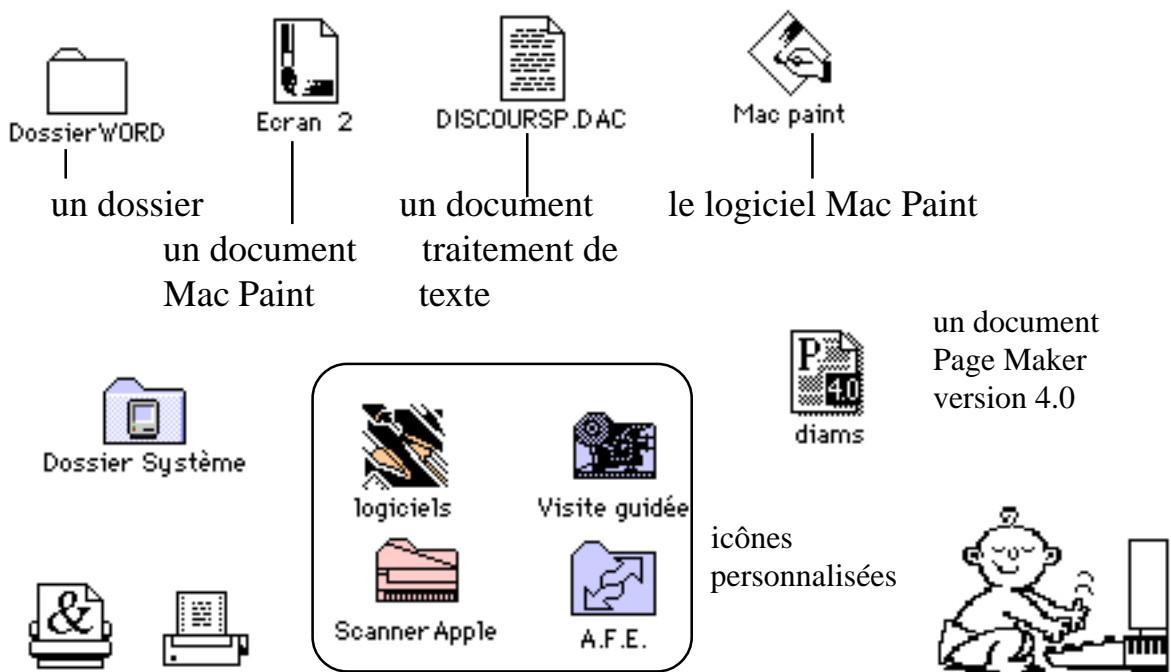 DossierWORD
Ecran 2
DISCOURSP.DAC
Mac paint
un dossier
un document
Mac Paint
un document
traitement de
texte
le logiciel Mac Paint
Dossier Système
logiciels
Visite guidée
Scanner Apple
A.F.E.
icônes
personnalisées
P
4.0
diams
un document
Page Maker
version 4.0
&